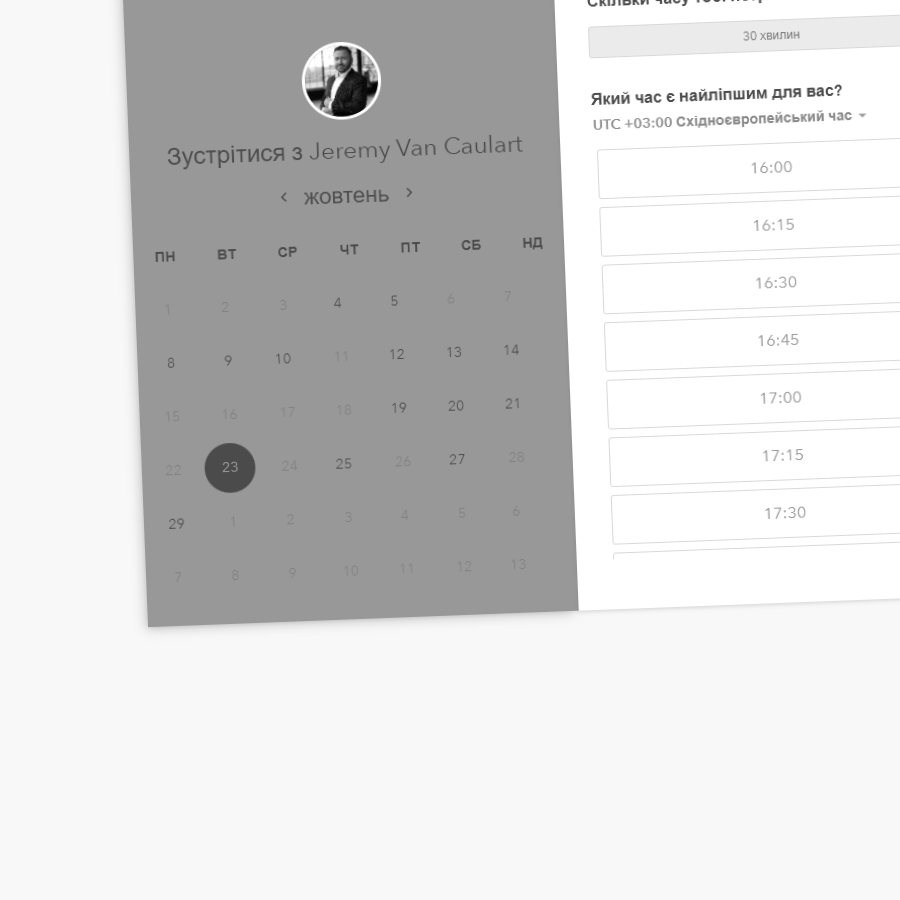 Зустрітися з Jeremy Van Caulart
‹ жовтень ›
ПН ВТ СР ЧТ ПТ СБ НД
1 2 3 4 5 6 7
8 9 10 11 12 13 14
15 16 17 18 19 20 21
22 23 24 25 26 27 28
29 1 2 3 4 5 6
7 8 9 10 11 12 13
Скільки часу
30 хвилин
Який час є найліпшим для вас?
UTC +03:00 Східноєвропейський час
16:00
16:15
16:30
16:45
17:00
17:15
17:30